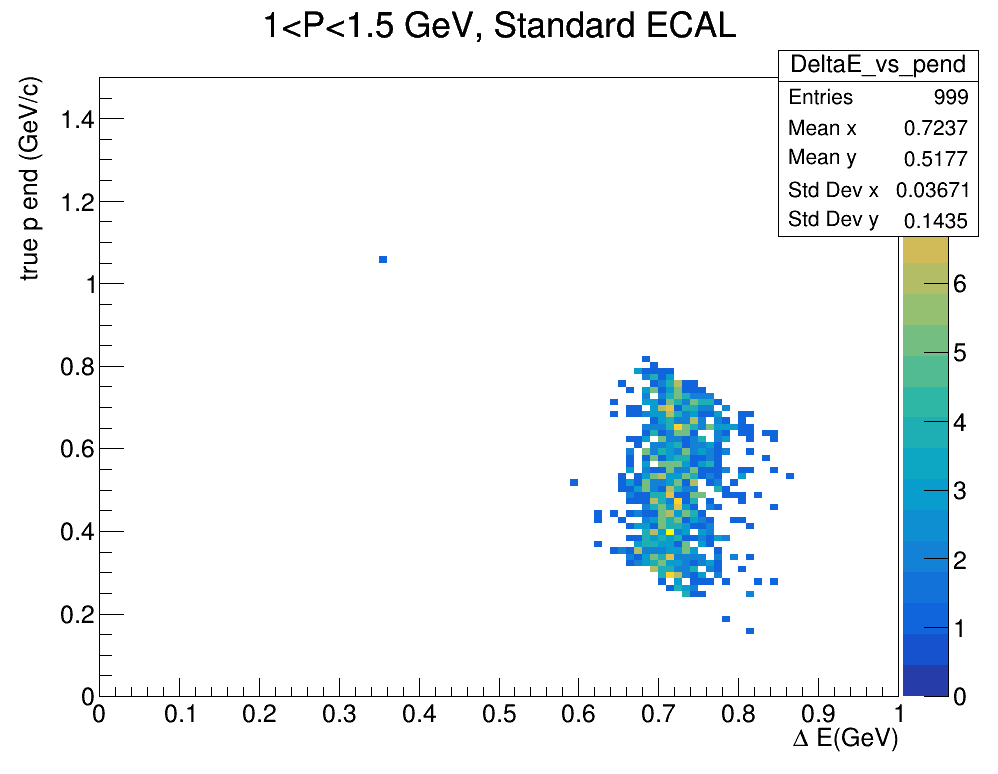 1<P<1.5 GeV, Standard ECAL
DeltaE_vs_pend
Entries 999
Mean x 0.7237
Mean y 0.5177
Std Dev x 0.03671
Std Dev y 0.1435
true p end (GeV/c)
1.4
1.2
1
0.8
0.6
0.4
0.2
0
0 0.1 0.2 0.3 0.4 0.5 0.6 0.7 0.8 0.9 1
Δ E(GeV)
6
5
4
3
2
1
0